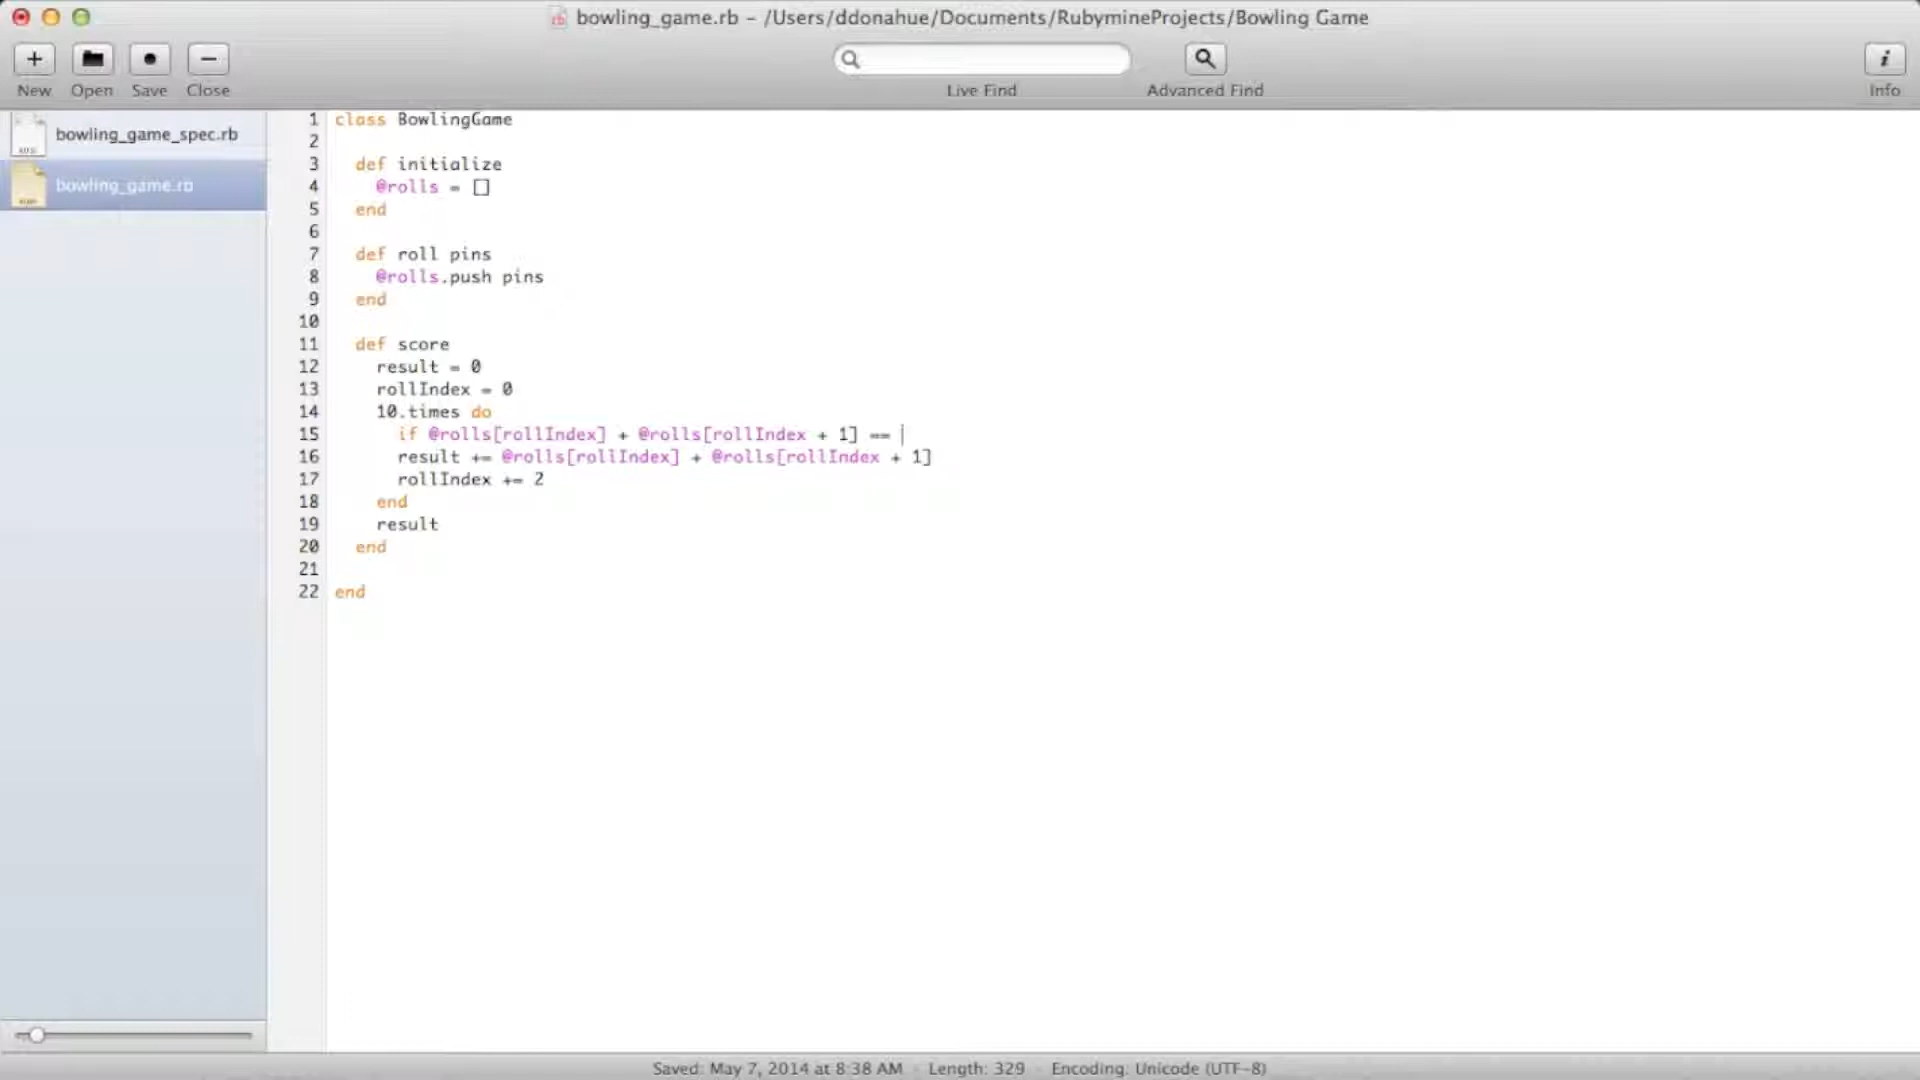 bowling_game.rb – /Users/ddonahue/Documents/RubymineProjects/Bowling Game
New Open Save Close
Live Find
Advanced Find
Info
bowling_game_spec.rb
bowling_game.rb
1 class BowlingGame
2
3   def initialize
4     @rolls = []
5   end
6
7   def roll pins
8     @rolls.push pins
9   end
10
11   def score
12     result = 0
13     rollIndex = 0
14     10.times do
15       if @rolls[rollIndex] + @rolls[rollIndex + 1] ==
16       result += @rolls[rollIndex] + @rolls[rollIndex + 1]
17       rollIndex += 2
18     end
19     result
20   end
21
22 end
Saved: May 7, 2014 at 8:38 AM - Length: 329 - Encoding: Unicode (UTF-8)